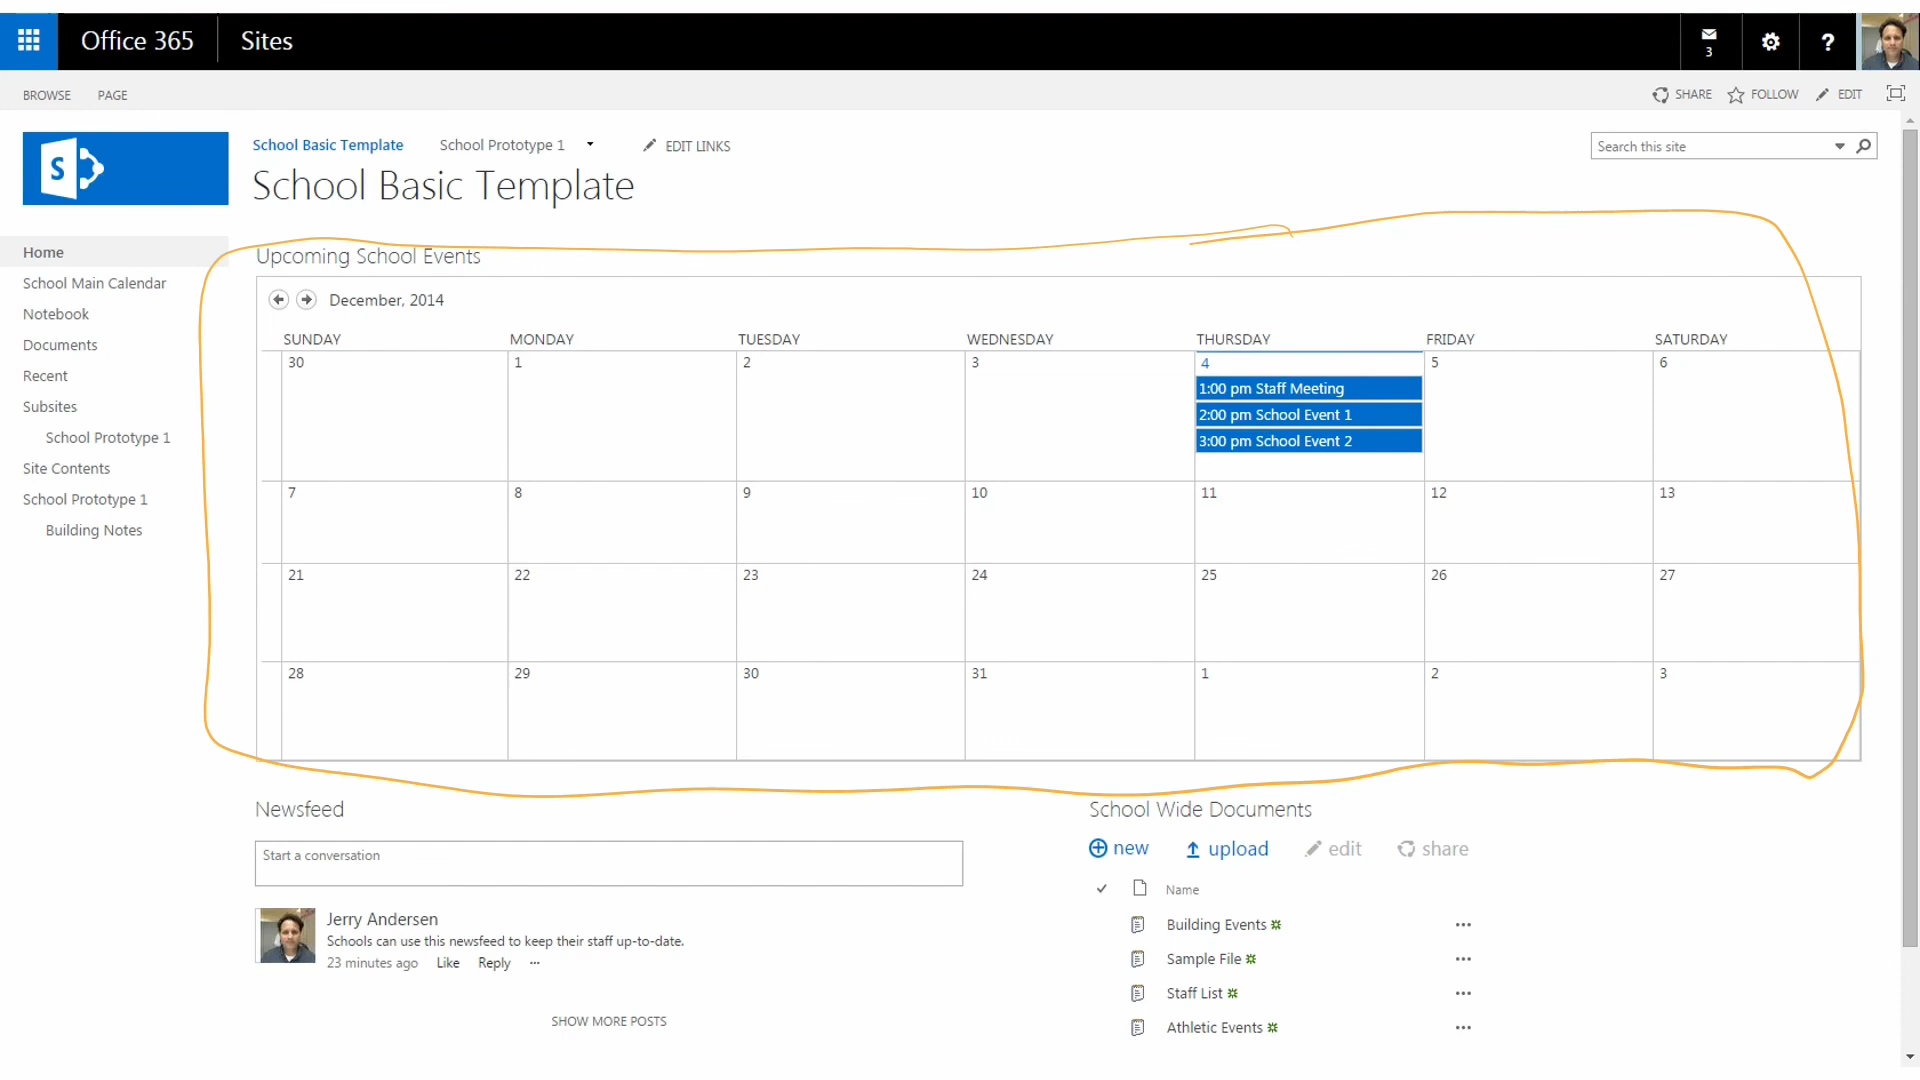 Office 365 Sites 3 ?
BROWSE PAGE SHARE FOLLOW EDIT
S School Basic Template School Prototype 1 EDIT LINKS Search this site
School Basic Template
Home
School Main Calendar
Notebook
Documents
Recent
Subsites
School Prototype 1
Site Contents
School Prototype 1
Building Notes
Upcoming School Events
December, 2014
SUNDAY MONDAY TUESDAY WEDNESDAY THURSDAY FRIDAY SATURDAY
30 1 2 3 4 5 6
1:00 pm Staff Meeting
2:00 pm School Event 1
3:00 pm School Event 2
7 8 9 10 11 12 13
21 22 23 24 25 26 27
28 29 30 31 1 2 3
Newsfeed
Start a conversation
Jerry Andersen
Schools can use this newsfeed to keep their staff up-to-date.
23 minutes ago Like Reply ...
SHOW MORE POSTS
School Wide Documents
new upload edit share
Name
Building Events ...
Sample File ...
Staff List ...
Athletic Events ...